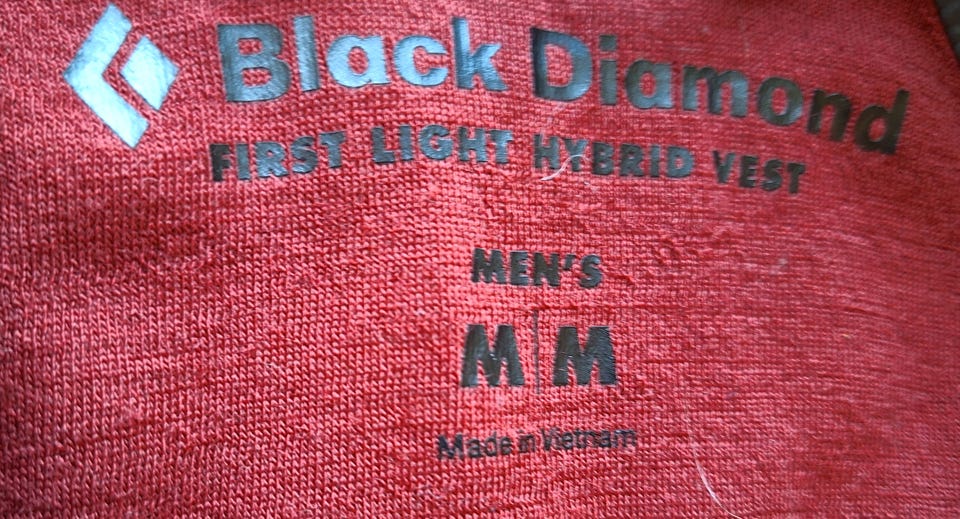 Black Diamond
FIRST LIGHT HYBRID VEST
MEN'S
M|M
Made in Vietnam